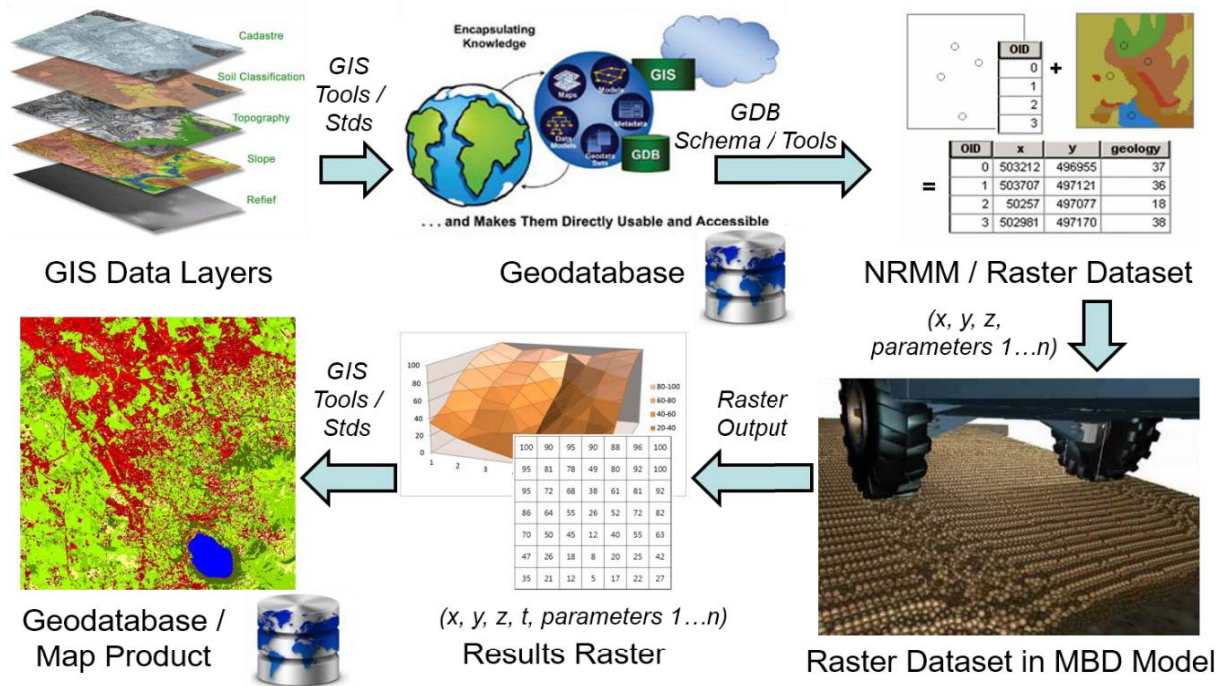 Cadastre
Soil Classification
Topography
Slope
Refief
GIS Data Layers
GIS
Tools /
Stds
Encapsulating
Knowledge
Maps
Models
Metadata
Data
Models
Geodata
Sets
GIS
GDB
. . . and Makes Them Directly Usable and Accessible
Geodatabase
GDB
Schema / Tools
OID
0
1
2
3
+
=
OID x y geology
0 503212 496955 37
1 503707 497121 36
2 50257 497077 18
3 502981 497170 38
NRMM / Raster Dataset
(x, y, z,
parameters 1…n)
Raster Dataset in MBD Model
Raster
Output
100
80
60
40
20
0
1 2 3
80-100
60-80
40-60
20-40
100 90 95 90 88 96 100
95 81 78 49 80 92 100
95 72 68 38 61 81 92
86 64 55 26 52 72 82
70 50 45 12 40 55 63
47 26 18 8 20 25 42
35 21 12 5 17 22 27
(x, y, z, t, parameters 1…n)
Results Raster
GIS
Tools /
Stds
Geodatabase /
Map Product